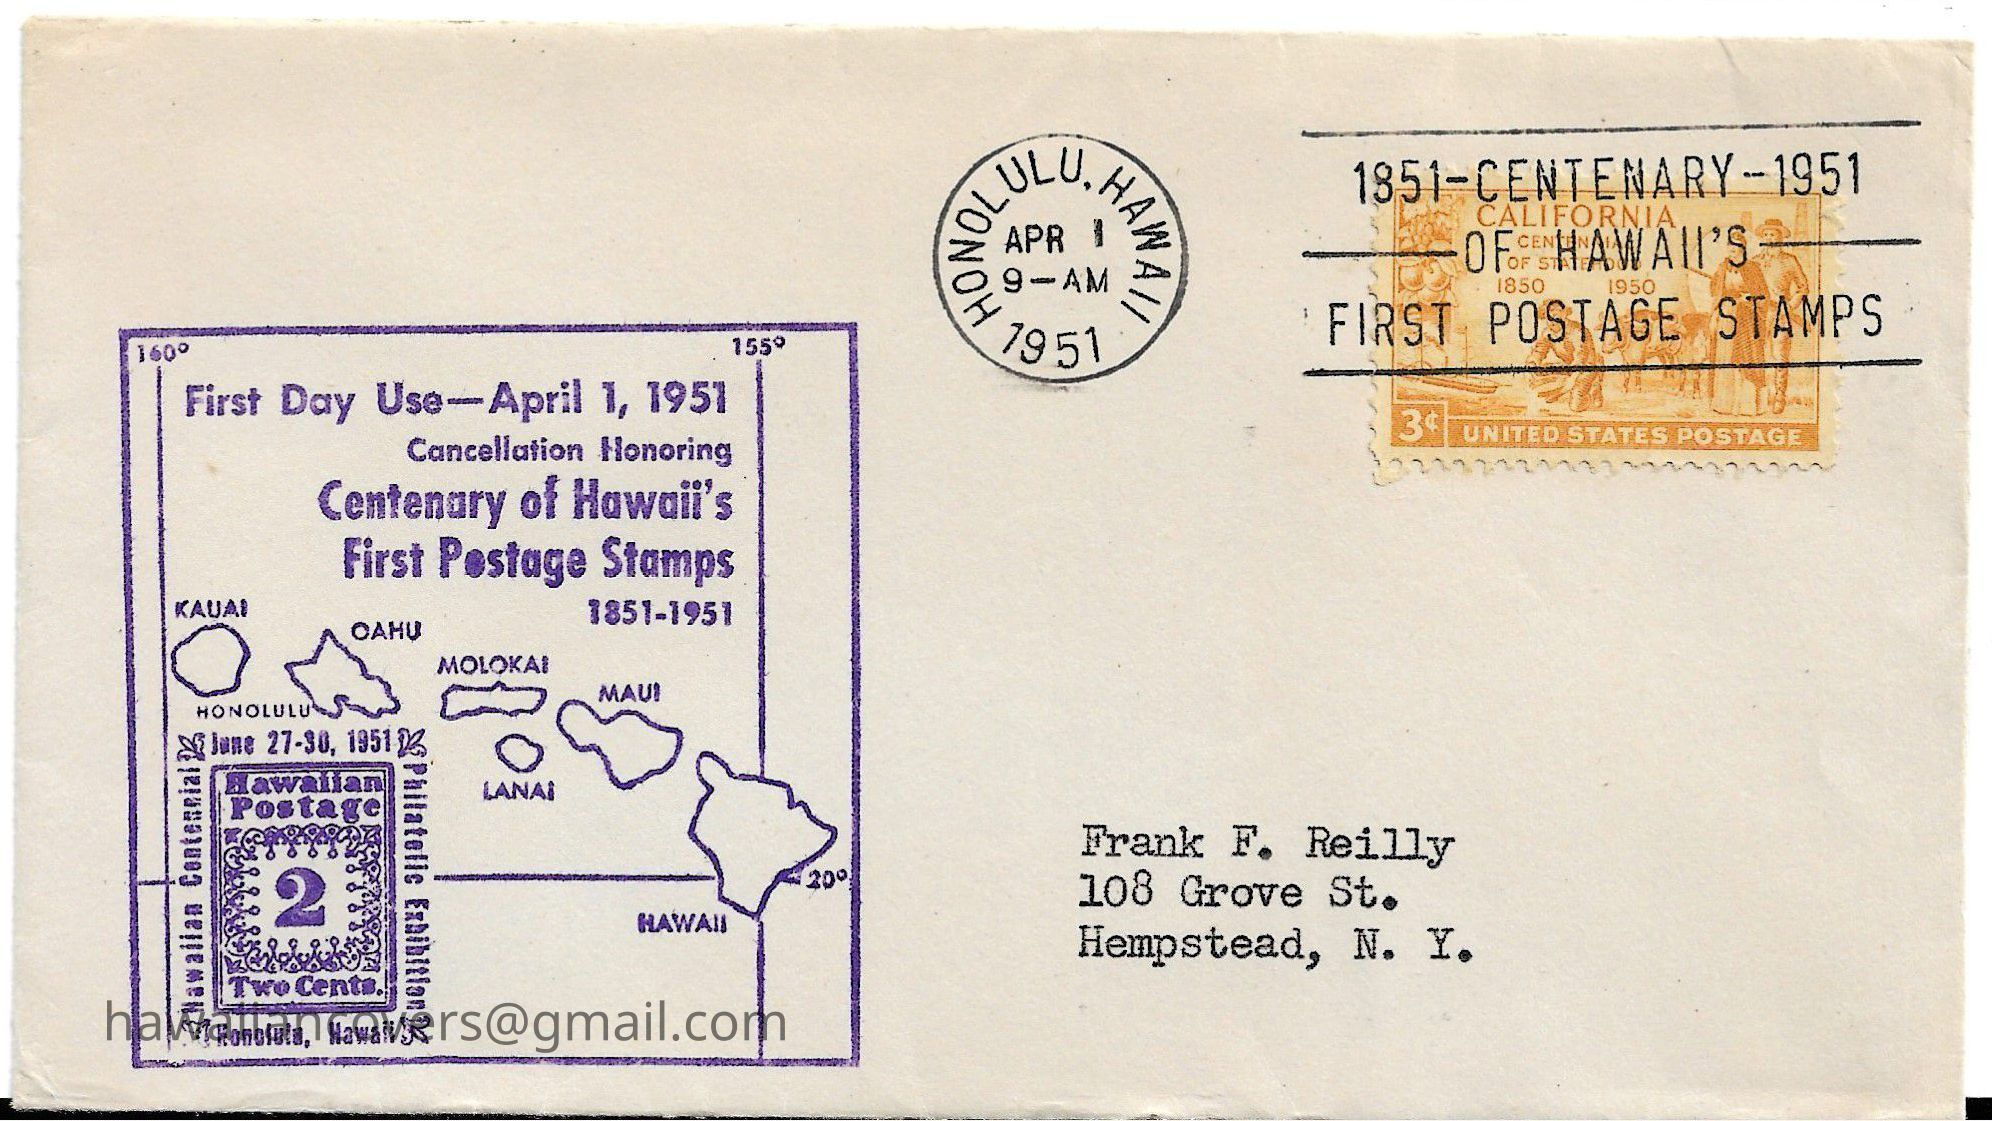 HONOLULU, HAWAII
APR 1
9-AM
1951
1851-CENTENARY-1951
OF HAWAII'S
FIRST POSTAGE STAMPS
CALIFORNIA
CENTENNIAL
OF STATEHOOD
1850 1950
3¢ UNITED STATES POSTAGE
160° 155°
First Day Use—April 1, 1951
Cancellation Honoring
Centenary of Hawaii's
First Postage Stamps
1851-1951
KAUAI
OAHU
HONOLULU
MOLOKAI
MAUI
LANAI
HAWAII
20°
June 27-30, 1951
Hawaiian Centennial
Philatelic Exhibition
Hawaiian
Postage
2
Two Cents.
Honolulu, Hawaii
Frank F. Reilly
108 Grove St.
Hempstead, N. Y.
hawaiiancovers@gmail.com